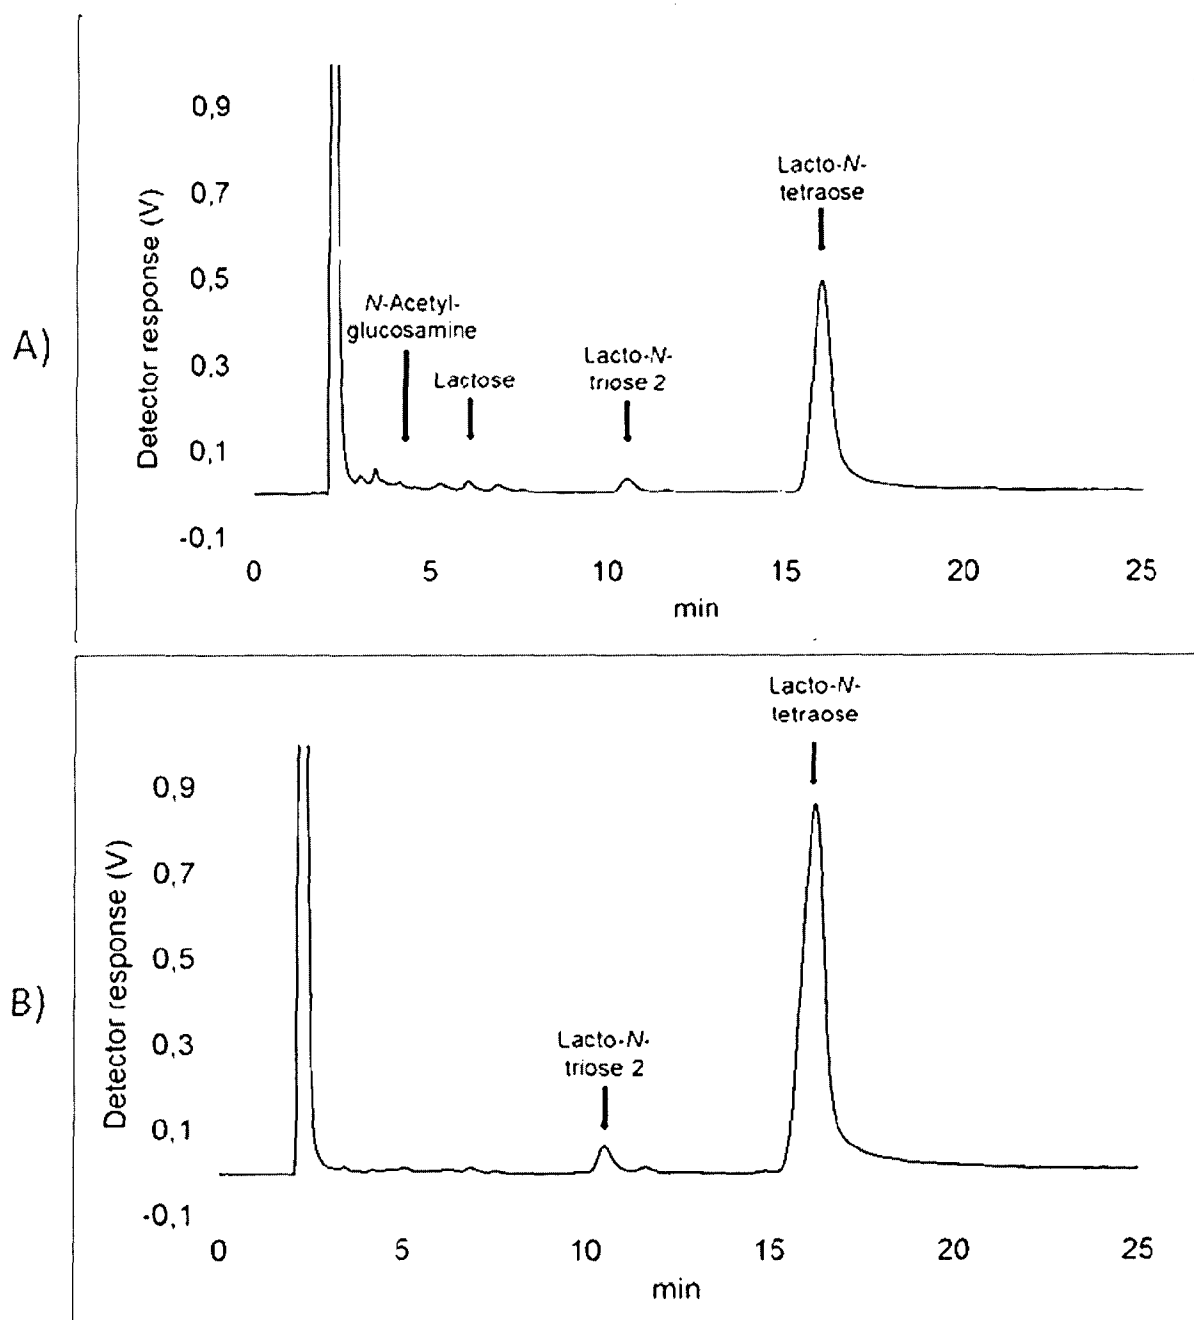 A)
Detector response (V)
0,9
0,7
0,5
0,3
0,1
-0,1
N-Acetyl-
glucosamine
Lactose
Lacto-N-
triose 2
Lacto-N-
tetraose
0 5 10 15 20 25
min
B)
Detector response (V)
0,9
0,7
0,5
0,3
0,1
-0,1
Lacto-N-
triose 2
Lacto-N-
tetraose
0 5 10 15 20 25
min